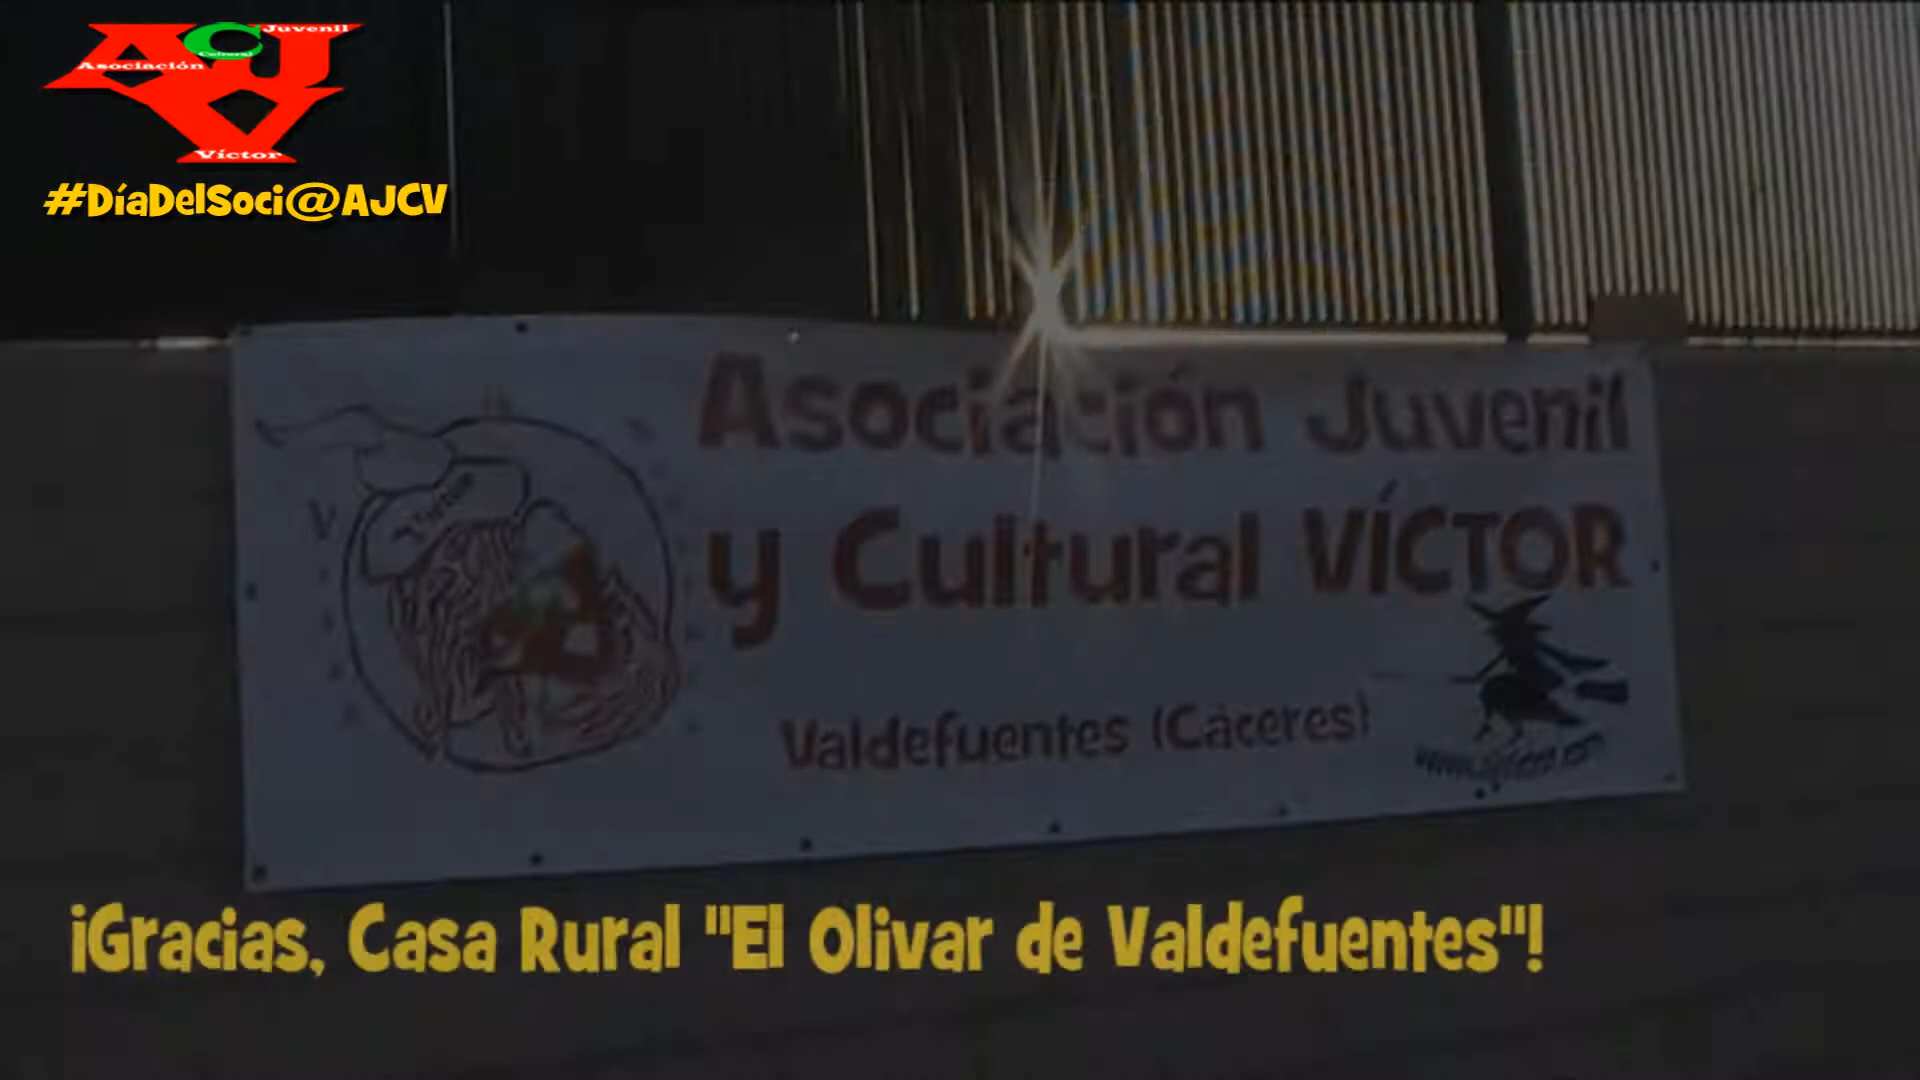 Juvenil
Cultural
Asociación
ACJV
Víctor
#DíaDelSoci@AJCV
Asociación Juvenil
y Cultural VÍCTOR
Valdefuentes (Cáceres)
¡Gracias, Casa Rural "El Olivar de Valdefuentes"!